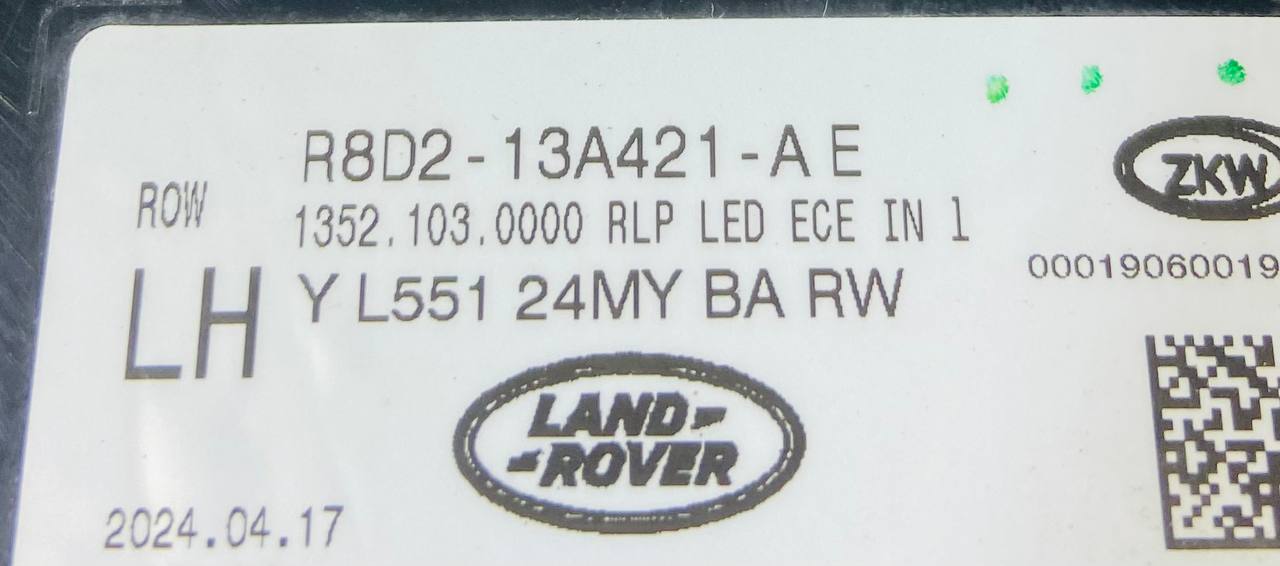 R8D2-13A421-AE
ROW
1352.103.0000 RLP LED ECE IN 1
LH
Y L551 24MY BA RW
ZKW
00019060019
LAND-
-ROVER
2024.04.17